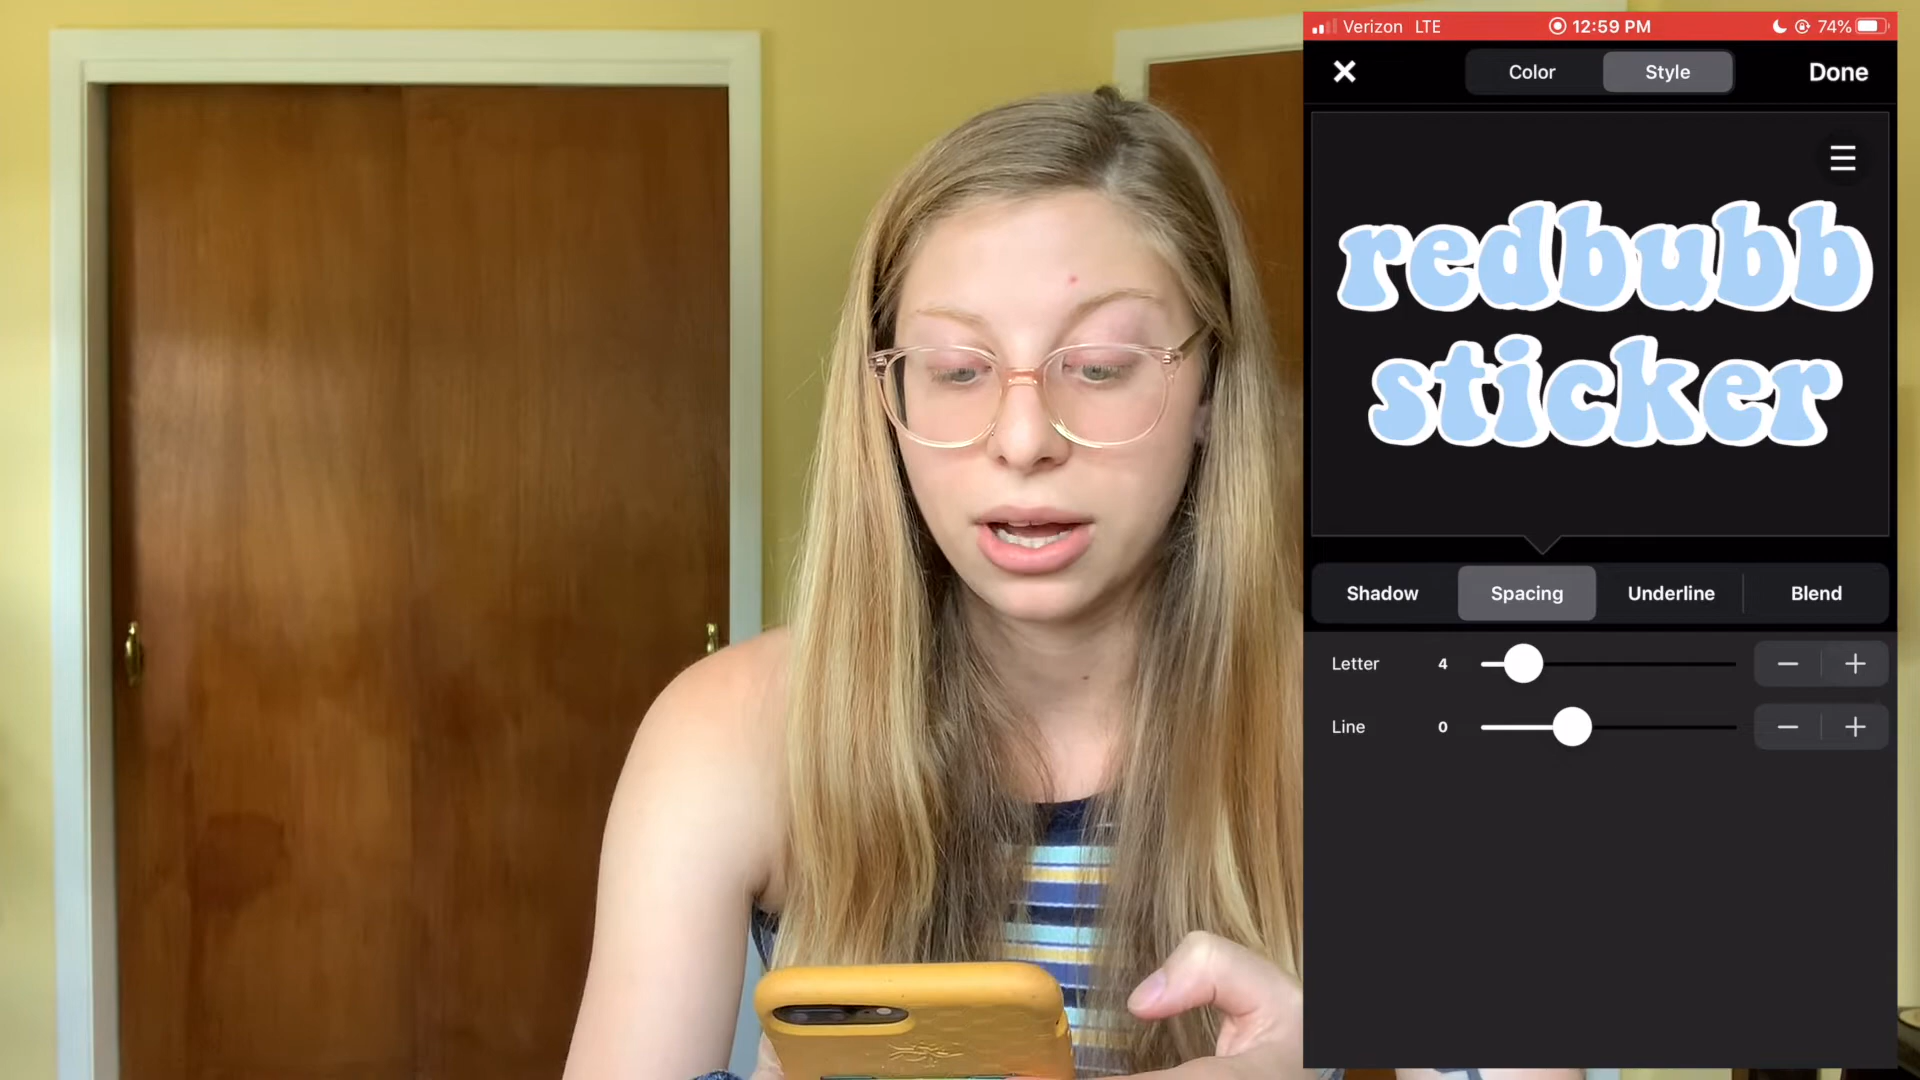 Verizon LTE 12:59 PM 74%
Color Style Done
redbubb
sticker
Shadow Spacing Underline Blend
Letter 4
Line 0